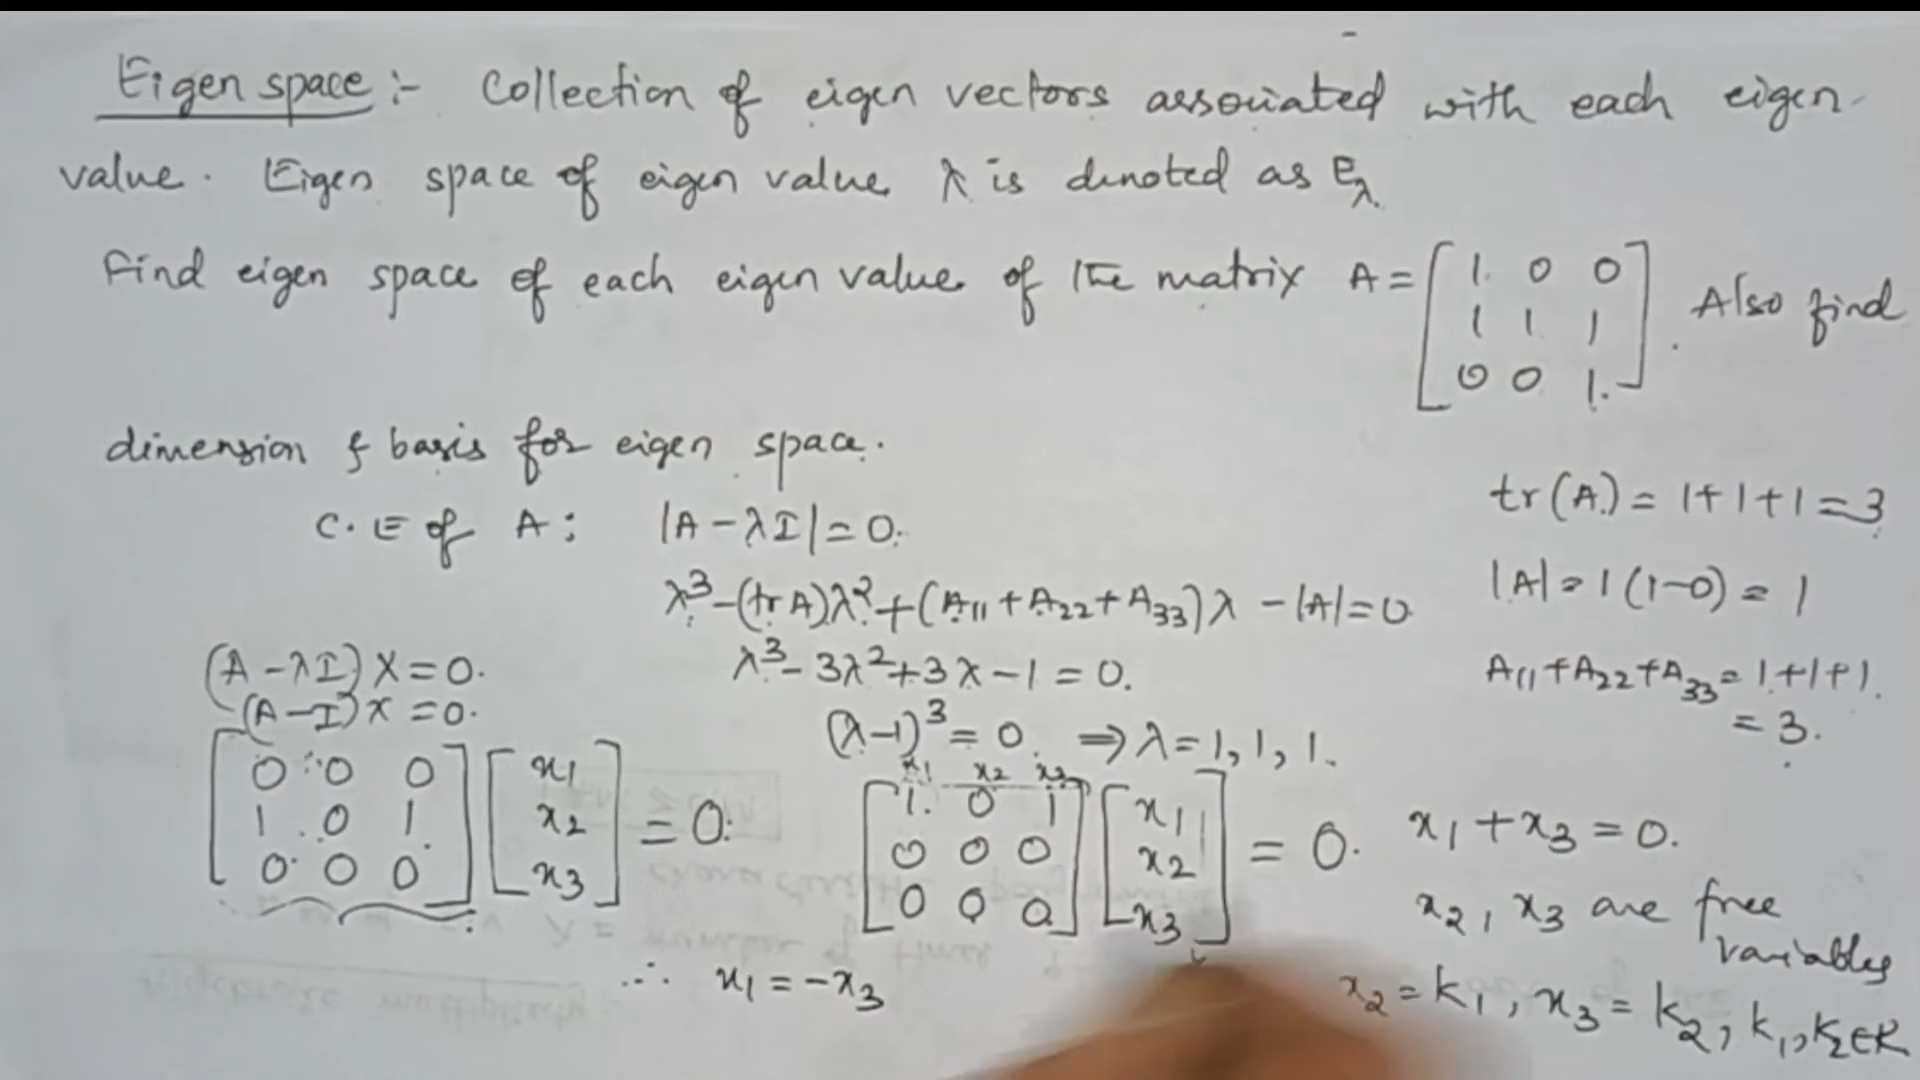 Eigen space :- Collection of eigen vectors associated with each eigen
value. Eigen space of eigen value λ is denoted as Eλ.
Find eigen space of each eigen value of the matrix A = [1 0 0
1 1 1
0 0 1]. Also find
dimension & basis for eigen space.
C.E of A : |A - λI| = 0.
λ³ - (tr A)λ² + (A₁₁ + A₂₂ + A₃₃)λ - |A| = 0
λ³ - 3λ² + 3λ - 1 = 0.
(λ-1)³ = 0. ⇒ λ = 1, 1, 1.
tr(A) = 1+1+1 = 3
|A| = 1(1-0) = 1
A₁₁ + A₂₂ + A₃₃ = 1+1+1.
= 3.
(A - λI) X = 0.
(A - I) X = 0.
[0 0 0
1 0 1
0 0 0] [x₁
x₂
x₃] = 0.
x₁ x₂ x₃
[1 0 1
0 0 0
0 0 0] [x₁
x₂
x₃] = 0.
x₁ + x₃ = 0.
x₂, x₃ are free
variables
∴ x₁ = -x₃
x₂ = k₁, x₃ = k₂, k₁, k₂ ∈ R